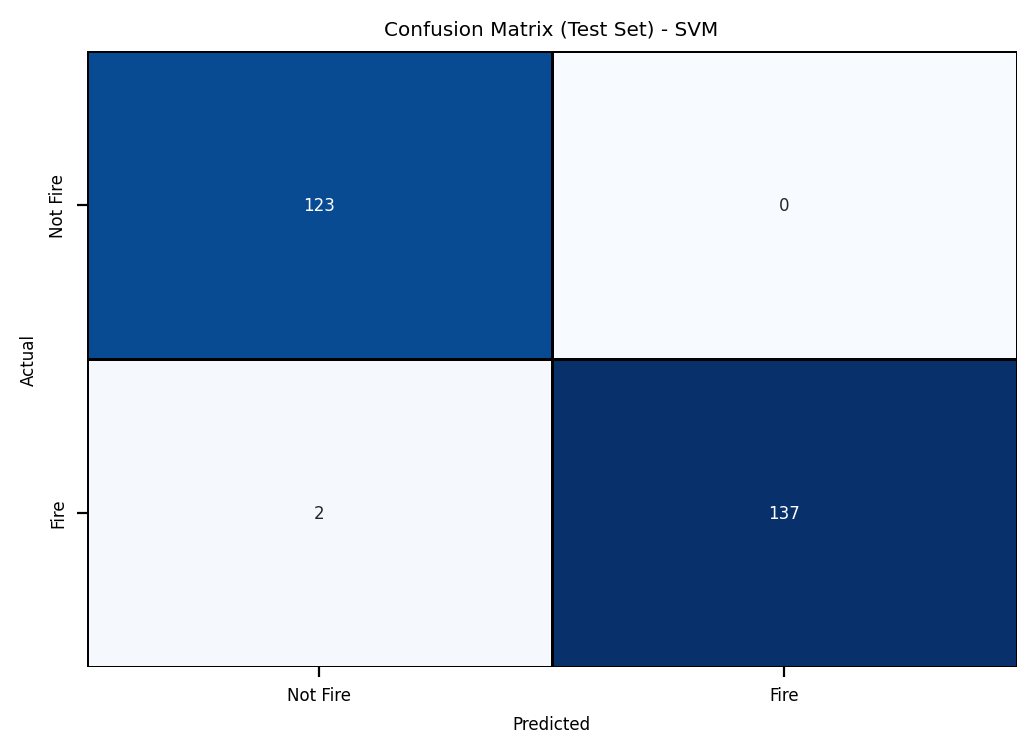 Confusion Matrix (Test Set) - SVM
Not Fire
123
0
Actual
Fire
2
137
Not Fire
Fire
Predicted